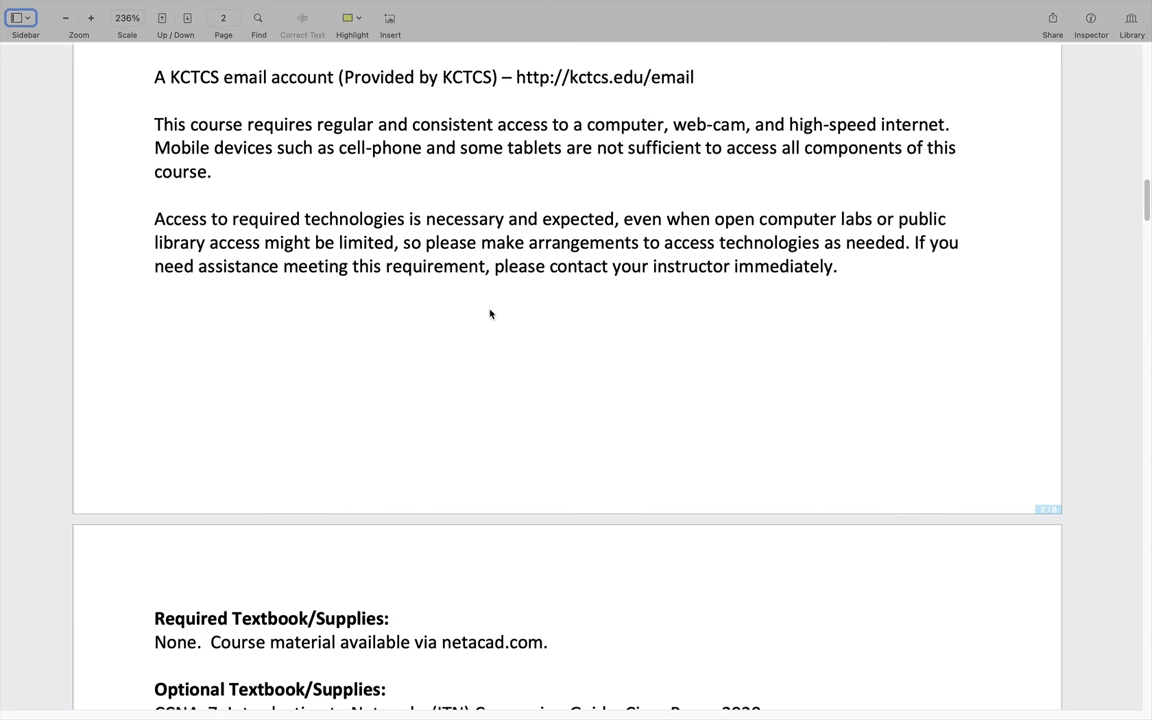 236%
2
Sidebar
Zoom
Scale
Up / Down
Page
Find
Correct Text
Highlight
Insert
Share
Inspector
Library
A KCTCS email account (Provided by KCTCS) – http://kctcs.edu/email
This course requires regular and consistent access to a computer, web-cam, and high-speed internet.
Mobile devices such as cell-phone and some tablets are not sufficient to access all components of this
course.
Access to required technologies is necessary and expected, even when open computer labs or public
library access might be limited, so please make arrangements to access technologies as needed. If you
need assistance meeting this requirement, please contact your instructor immediately.
Required Textbook/Supplies:
None.  Course material available via netacad.com.
Optional Textbook/Supplies: